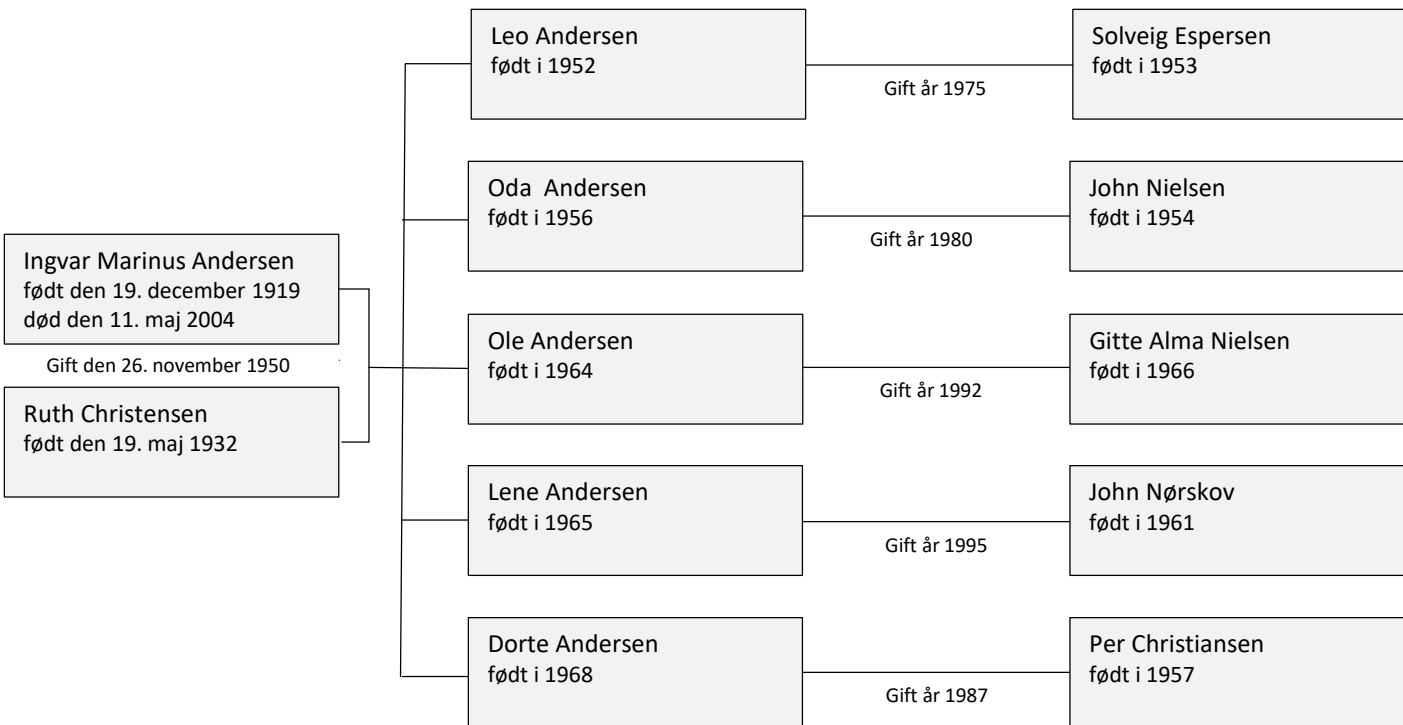 Ingvar Marinus Andersen
født den 19. december 1919
død den 11. maj 2004
Gift den 26. november 1950
Ruth Christensen
født den 19. maj 1932
Leo Andersen
født i 1952
Gift år 1975
Solveig Espersen
født i 1953
Oda  Andersen
født i 1956
Gift år 1980
John Nielsen
født i 1954
Ole Andersen
født i 1964
Gift år 1992
Gitte Alma Nielsen
født i 1966
Lene Andersen
født i 1965
Gift år 1995
John Nørskov
født i 1961
Dorte Andersen
født i 1968
Gift år 1987
Per Christiansen
født i 1957